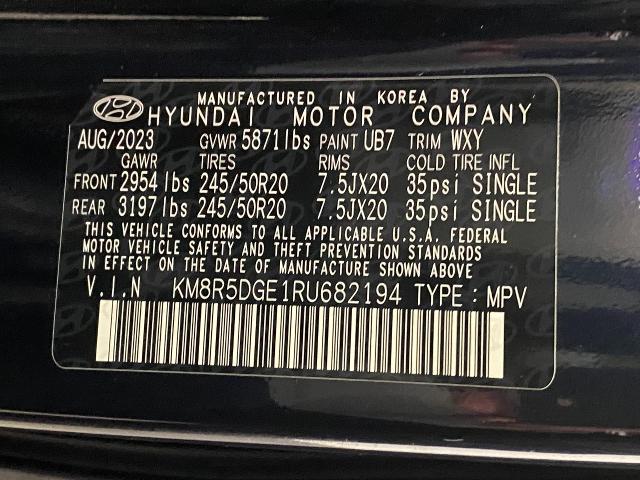 MANUFACTURED IN KOREA BY
HYUNDAI MOTOR COMPANY
AUG/2023 GVWR 5871lbs PAINT UB7 TRIM WXY
GAWR TIRES RIMS COLD TIRE INFL
FRONT 2954lbs 245/50R20 7.5JX20 35psi SINGLE
REAR 3197lbs 245/50R20 7.5JX20 35psi SINGLE
THIS VEHICLE CONFORMS TO ALL APPLICABLE U.S.A. FEDERAL
MOTOR VEHICLE SAFETY AND THEFT PREVENTION STANDARDS
IN EFFECT ON THE DATE OF MANUFACTURE SHOWN ABOVE
V.I.N KM8R5DGE1RU682194 TYPE : MPV